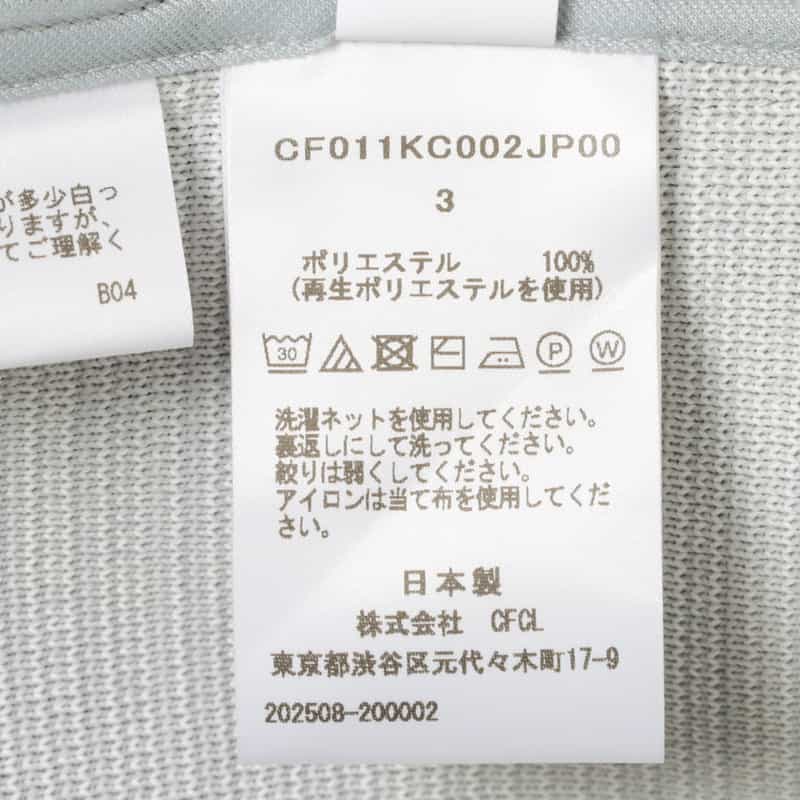 が多少白っ
りますが、
てご理解く
B04
CF011KC002JP00
3
ポリエステル 100%
(再生ポリエステルを使用)
30 P W
洗濯ネットを使用してください。
裏返しにして洗ってください。
絞りは弱くしてください。
アイロンは当て布を使用してくだ
さい。
日本製
株式会社 CFCL
東京都渋谷区元代々木町17-9
202508-200002